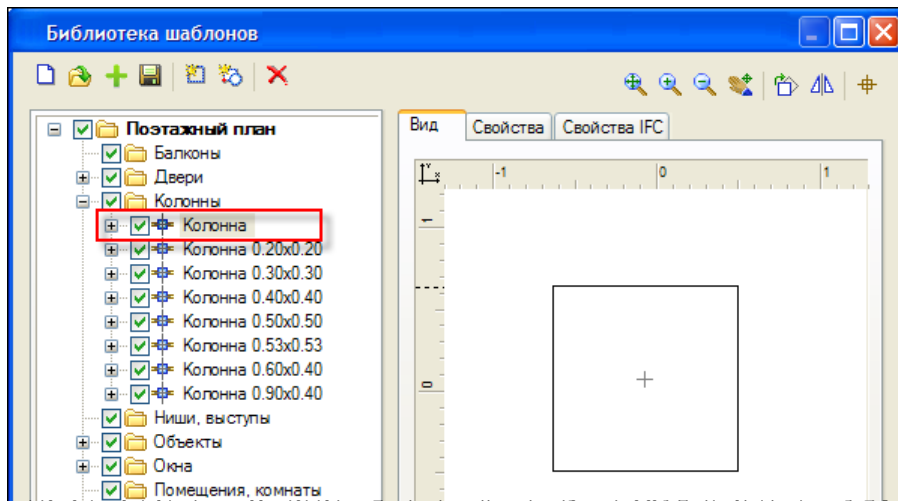 Библиотека шаблонов
Вид Свойства Свойства IFC
Поэтажный план
Балконы
Двери
Колонны
Колонна
Колонна 0.20x0.20
Колонна 0.30x0.30
Колонна 0.40x0.40
Колонна 0.50x0.50
Колонна 0.53x0.53
Колонна 0.60x0.40
Колонна 0.90x0.40
Ниши, выступы
Объекты
Окна
Помещения, комнаты
Y X
-1 0 1
1
0